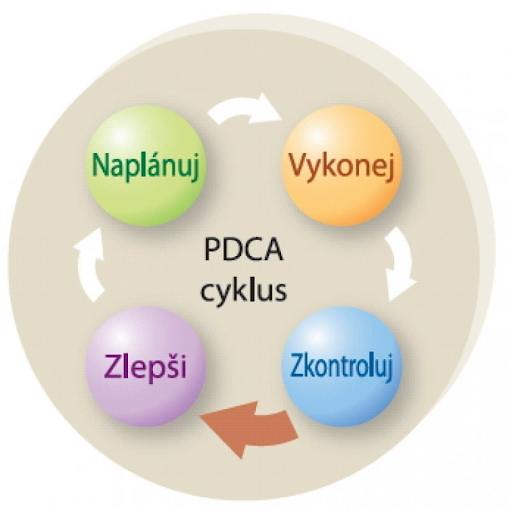 Naplánuj
Vykonej
PDCA
cyklus
Zlepši
Zkontroluj